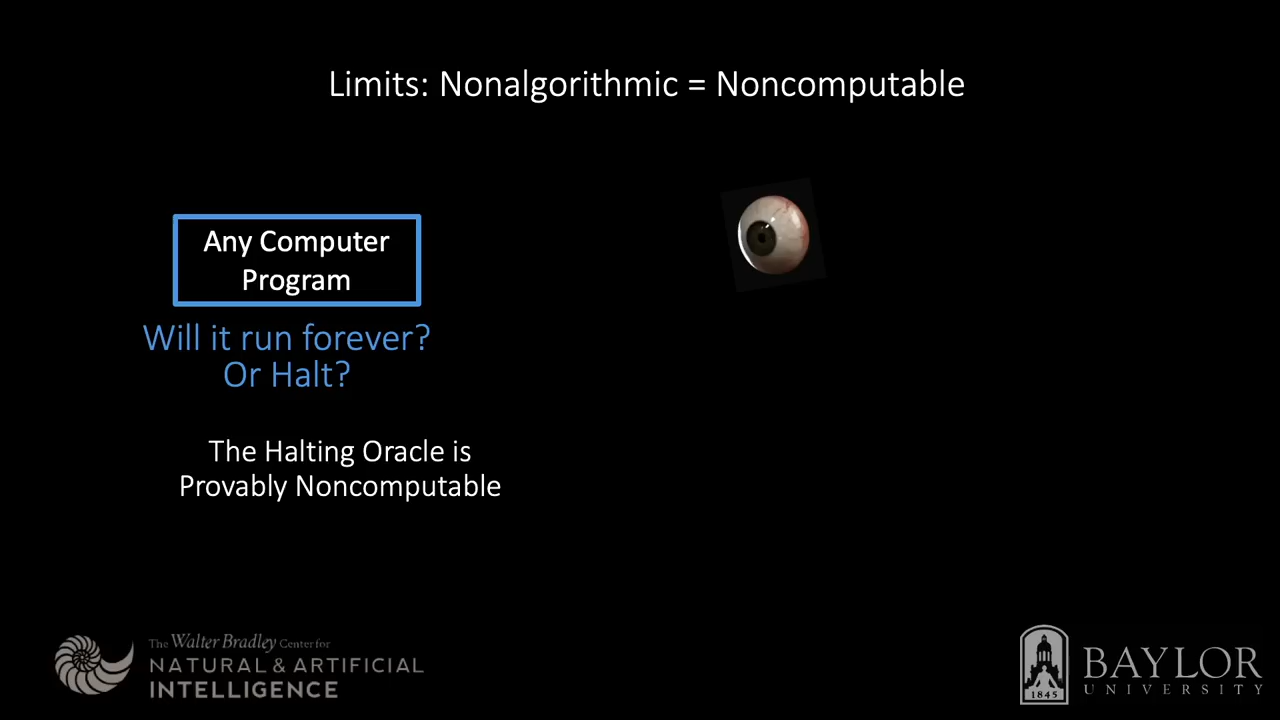 Limits: Nonalgorithmic = Noncomputable
Any Computer
Program
Will it run forever?
Or Halt?
The Halting Oracle is
Provably Noncomputable
The Walter Bradley Center for
NATURAL & ARTIFICIAL
INTELLIGENCE
1845
BAYLOR
UNIVERSITY